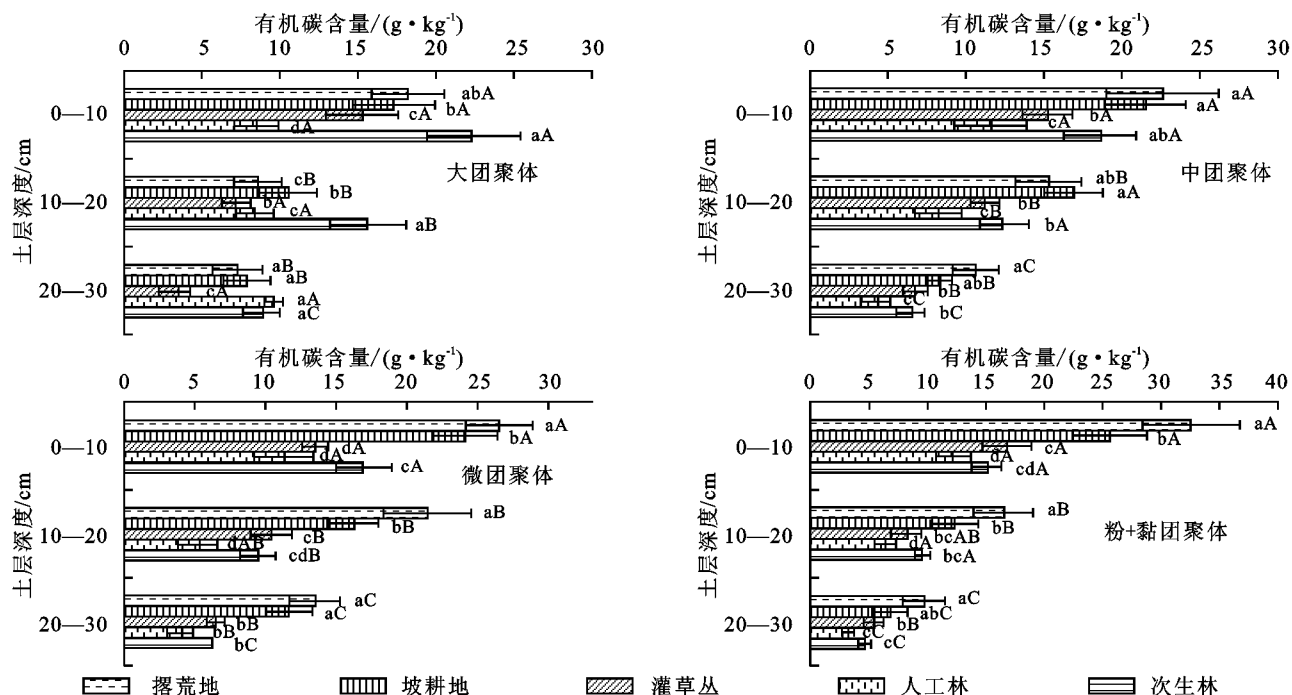 有机碳含量/(g·kg⁻¹)
0 5 10 15 20 25 30
土层深度/cm
0—10
abA
bA
cA
dA
aA
大团聚体
10—20
cB
bB
bA
cA
aB
20—30
aB
aB
cA
aA
aC
有机碳含量/(g·kg⁻¹)
0 5 10 15 20 25 30
土层深度/cm
0—10
aA
aA
bA
cA
abA
中团聚体
10—20
abB
aA
bB
cB
bA
20—30
aC
abB
bB
cC
bC
有机碳含量/(g·kg⁻¹)
0 5 10 15 20 25 30
土层深度/cm
0—10
aA
bA
dA
dA
cA
微团聚体
10—20
aB
bB
cB
dAB
cdB
20—30
aC
aC
bB
bB
bC
有机碳含量/(g·kg⁻¹)
0 5 10 15 20 25 30 40
土层深度/cm
0—10
aA
bA
cA
dA
cdA
粉+黏团聚体
10—20
aB
bB
bcAB
dA
bcA
20—30
aC
abC
bB
cC
cC
撂荒地 坡耕地 灌草丛 人工林 次生林